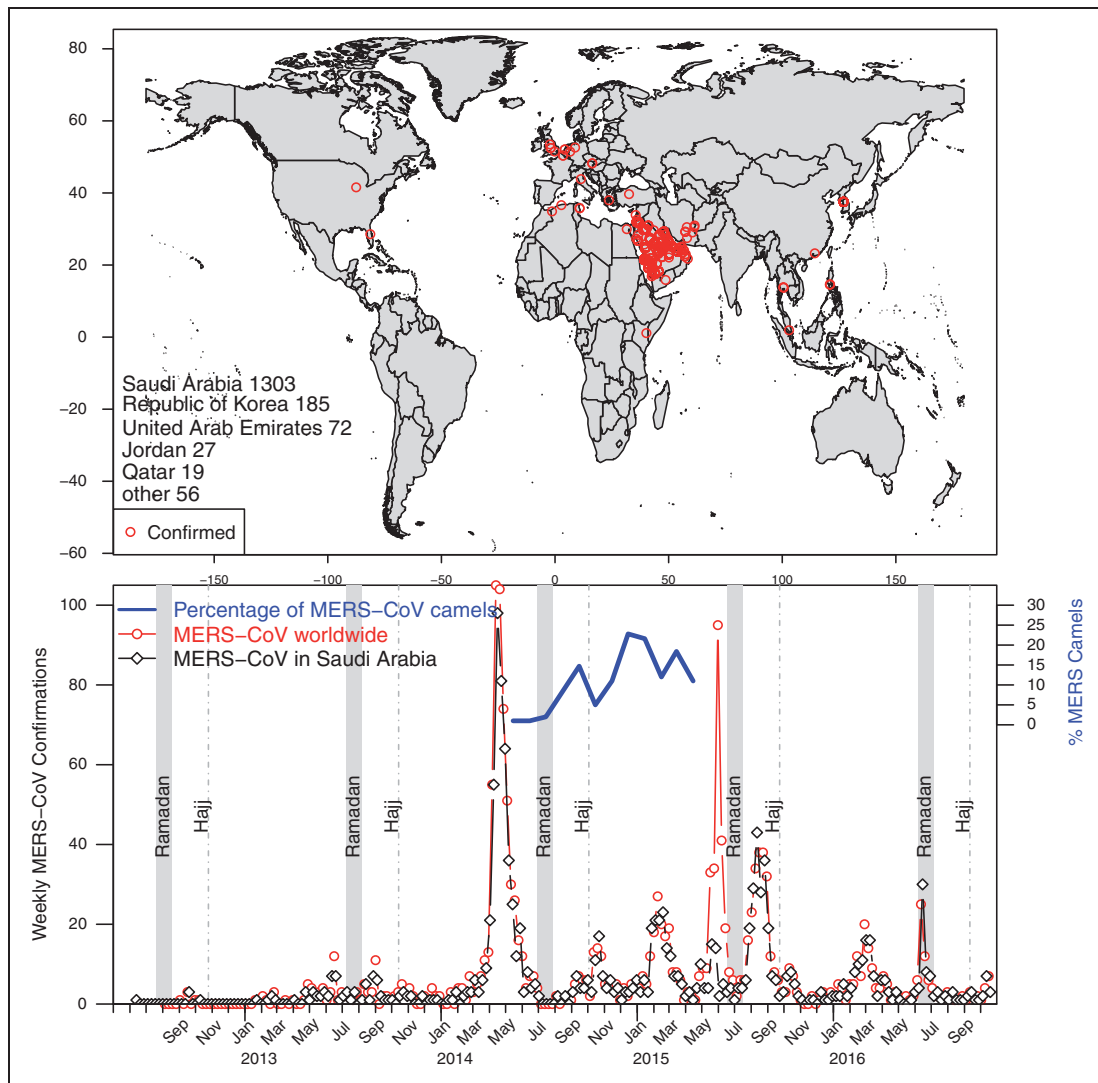 80
60
40
20
0
−20
−40
−60
Saudi Arabia 1303
Republic of Korea 185
United Arab Emirates 72
Jordan 27
Qatar 19
other 56
Confirmed
−150 −100 −50 0 50 100 150
Weekly MERS−CoV Confirmations
100
80
60
40
20
0
Percentage of MERS−CoV camels
MERS−CoV worldwide
MERS−CoV in Saudi Arabia
30
25
20
15
10
5
0
% MERS Camels
Ramadan
Hajj
Ramadan
Hajj
Ramadan
Hajj
Ramadan
Hajj
Ramadan
Hajj
Sep Nov Jan Mar May Jul Sep Nov Jan Mar May Jul Sep Nov Jan Mar May Jul Sep Nov Jan Mar May Jul Sep
2013 2014 2015 2016